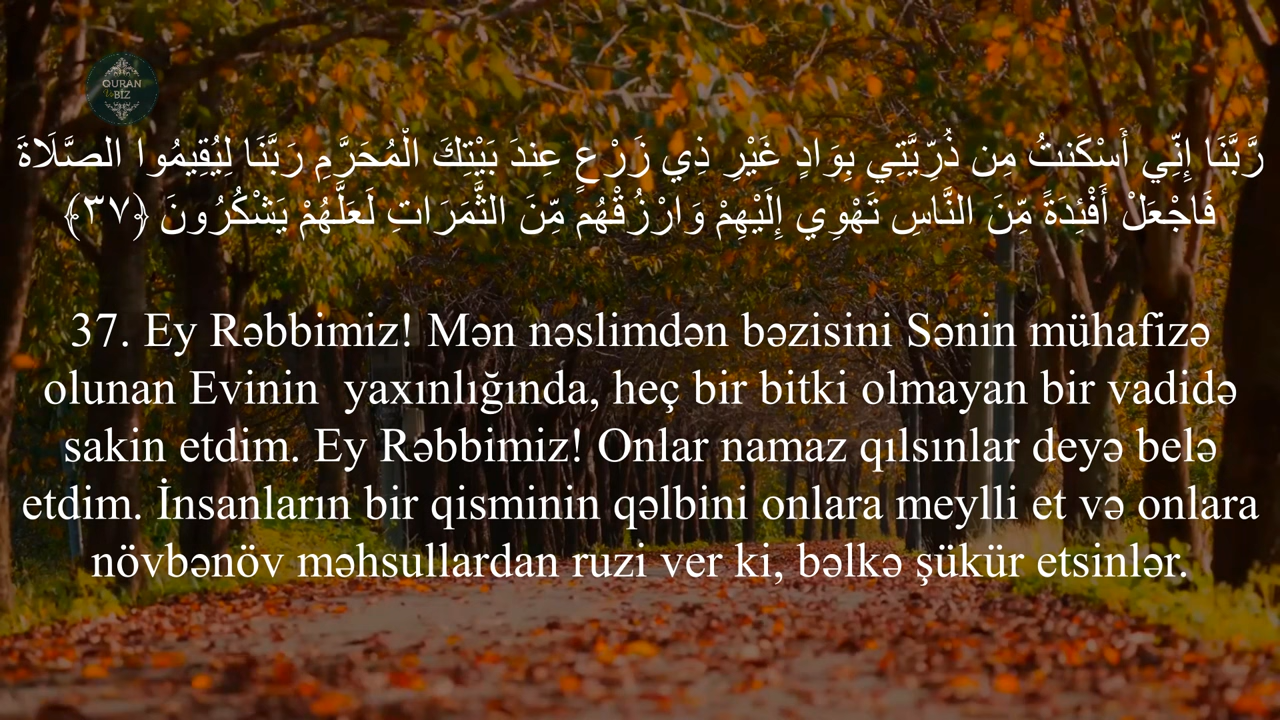 QURAN
Və
BİZ
رَّبَّنَا إِنِّي أَسْكَنتُ مِن ذُرِّيَّتِي بِوَادٍ غَيْرِ ذِي زَرْعٍ عِندَ بَيْتِكَ الْمُحَرَّمِ رَبَّنَا لِيُقِيمُوا الصَّلَاةَ
فَاجْعَلْ أَفْئِدَةً مِّنَ النَّاسِ تَهْوِي إِلَيْهِمْ وَارْزُقْهُم مِّنَ الثَّمَرَاتِ لَعَلَّهُمْ يَشْكُرُونَ ﴿٣٧﴾
37. Ey Rəbbimiz! Mən nəslimdən bəzisini Sənin mühafizə
olunan Evinin  yaxınlığında, heç bir bitki olmayan bir vadidə
sakin etdim. Ey Rəbbimiz! Onlar namaz qılsınlar deyə belə
etdim. İnsanların bir qisminin qəlbini onlara meylli et və onlara
növbənöv məhsullardan ruzi ver ki, bəlkə şükür etsinlər.